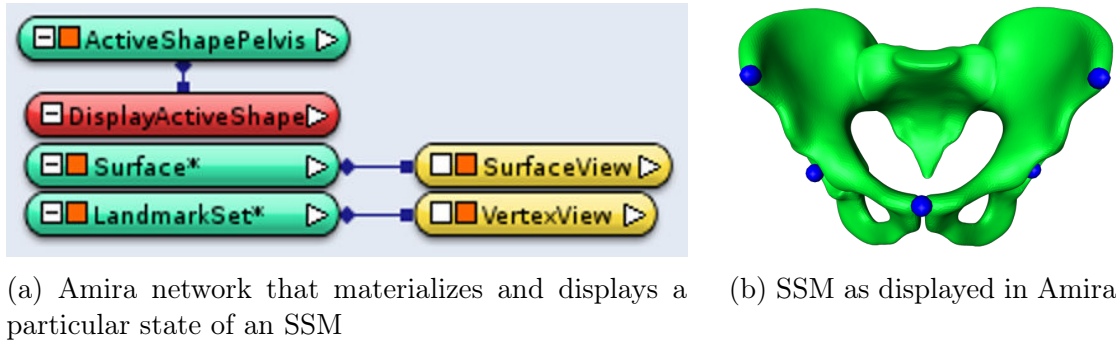 ActiveShapePelvis
DisplayActiveShape
Surface* SurfaceView
LandmarkSet* VertexView
(a) Amira network that materializes and displays a
particular state of an SSM
(b) SSM as displayed in Amira